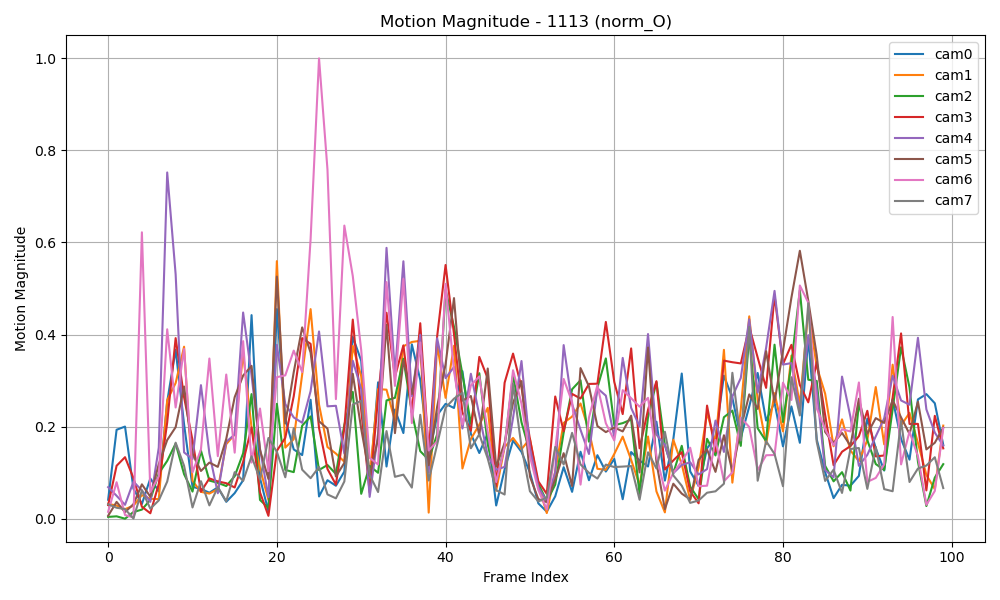 Motion Magnitude - 1113 (norm_O)
Motion Magnitude
1.0
0.8
0.6
0.4
0.2
0.0
0
20
40
60
80
100
Frame Index
cam0
cam1
cam2
cam3
cam4
cam5
cam6
cam7